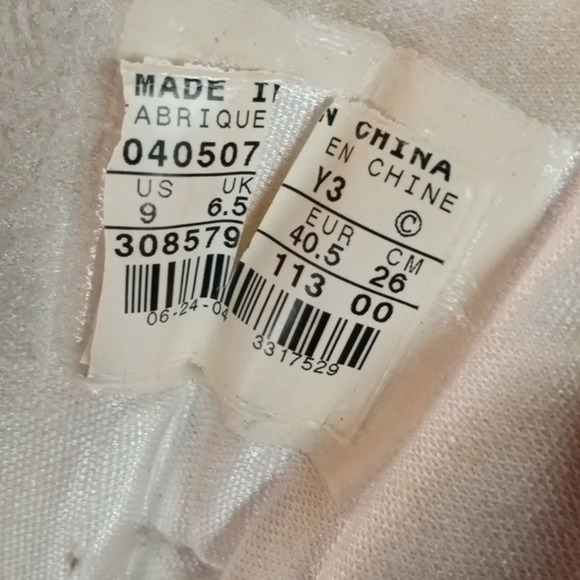 MADE IN CHINA
FABRIQUE EN CHINE
040507 Y3 ©
US UK EUR CM
9 6.5 40.5 26
308579 113 00
06-24-04 3317529